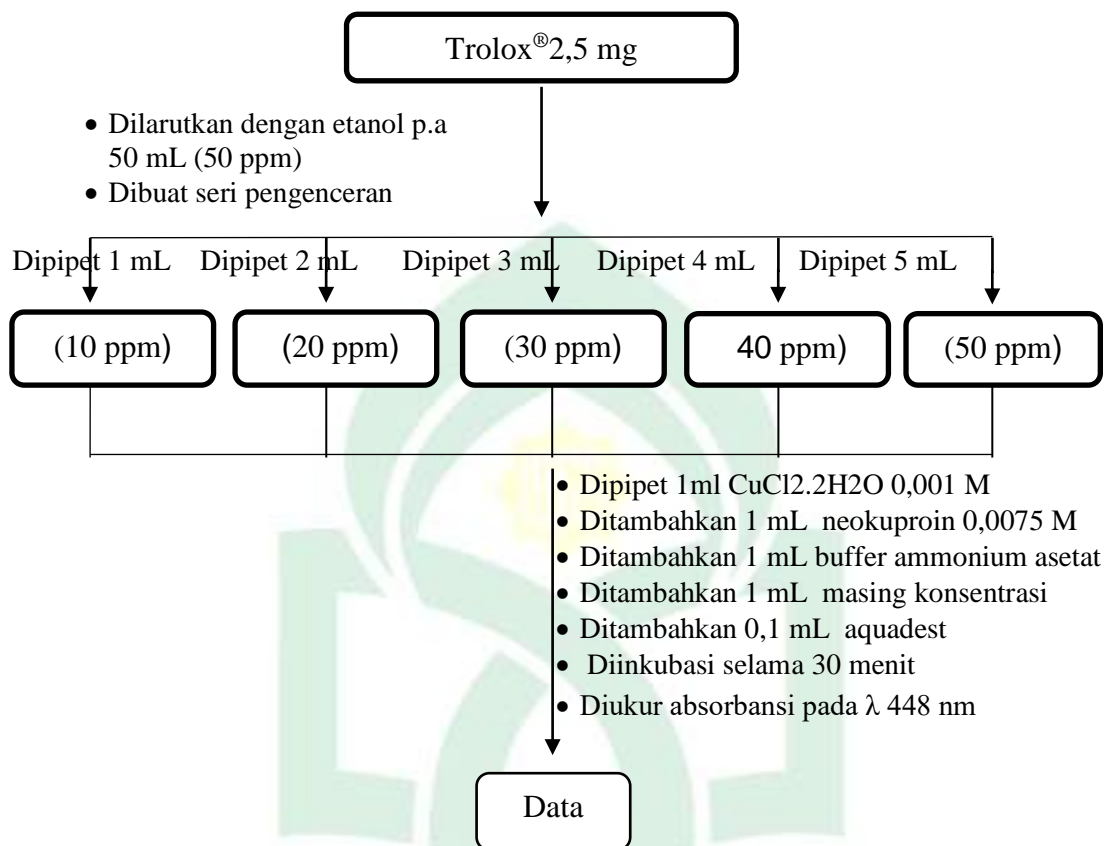 Trolox®2,5 mg
• Dilarutkan dengan etanol p.a
50 mL (50 ppm)
• Dibuat seri pengenceran
Dipipet 1 mL Dipipet 2 mL Dipipet 3 mL Dipipet 4 mL Dipipet 5 mL
(10 ppm) (20 ppm) (30 ppm) 40 ppm) (50 ppm)
• Dipipet 1ml CuCl2.2H2O 0,001 M
• Ditambahkan 1 mL neokuproin 0,0075 M
• Ditambahkan 1 mL buffer ammonium asetat
• Ditambahkan 1 mL masing konsentrasi
• Ditambahkan 0,1 mL aquadest
• Diinkubasi selama 30 menit
• Diukur absorbansi pada λ 448 nm
Data